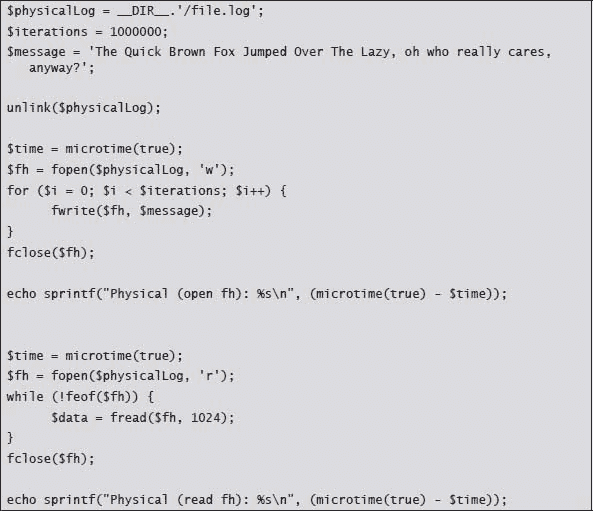 $physicalLog = __DIR__.'/file.log';
$iterations = 1000000;
$message = 'The Quick Brown Fox Jumped Over The Lazy, oh who really cares,
anyway?';
unlink($physicalLog);
$time = microtime(true);
$fh = fopen($physicalLog, 'w');
for ($i = 0; $i < $iterations; $i++) {
fwrite($fh, $message);
}
fclose($fh);
echo sprintf("Physical (open fh): %s\n", (microtime(true) - $time));
$time = microtime(true);
$fh = fopen($physicalLog, 'r');
while (!feof($fh)) {
$data = fread($fh, 1024);
}
fclose($fh);
echo sprintf("Physical (read fh): %s\n", (microtime(true) - $time));